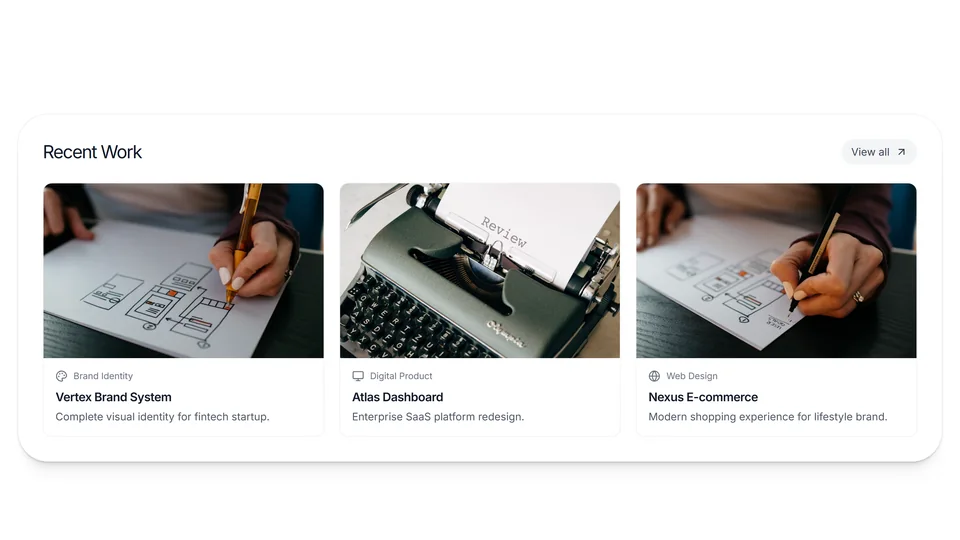 Recent Work
View all
Review
Olympia
Brand Identity
Vertex Brand System
Complete visual identity for fintech startup.
Digital Product
Atlas Dashboard
Enterprise SaaS platform redesign.
Web Design
Nexus E-commerce
Modern shopping experience for lifestyle brand.